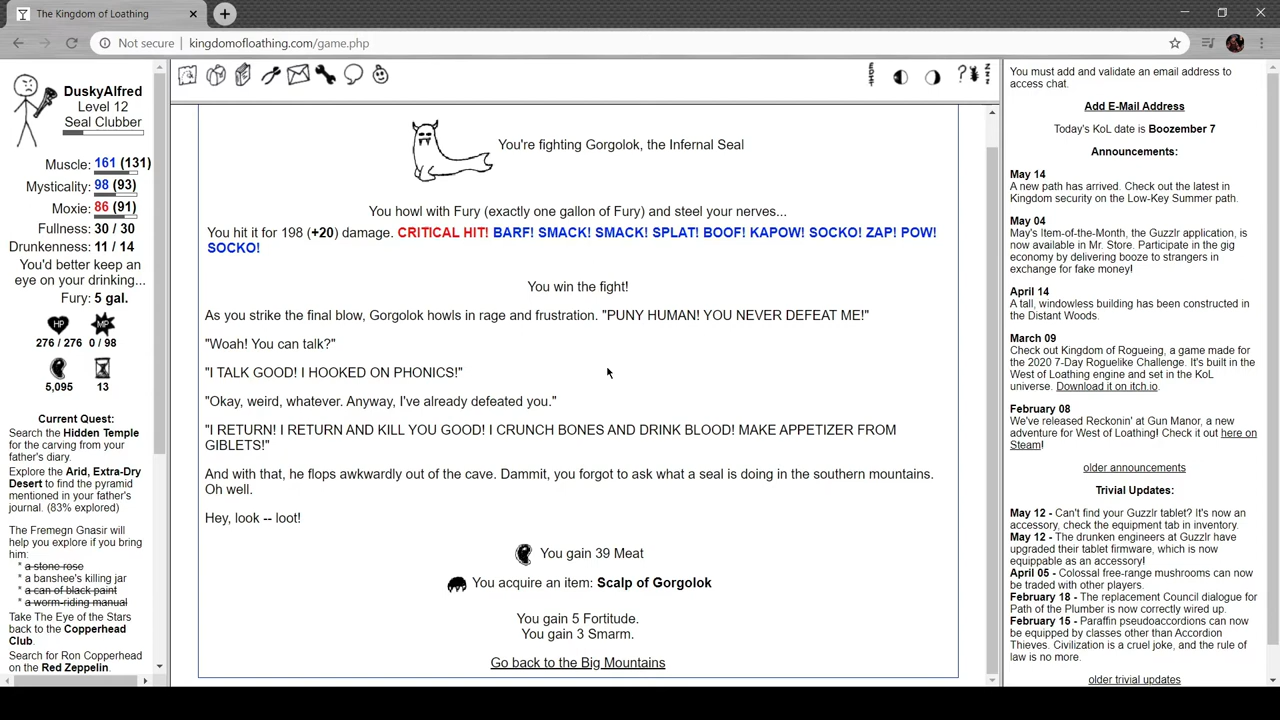 The Kingdom of Loathing
Not secure | kingdomofloathing.com/game.php
DuskyAlfred
Level 12
Seal Clubber
Muscle: 161 (131)
Mysticality: 98 (93)
Moxie: 86 (91)
Fullness: 30 / 30
Drunkenness: 11 / 14
You'd better keep an
eye on your drinking...
Fury: 5 gal.
HP MP
276 / 276 0 / 98
5,095 13
Current Quest:
Search the Hidden Temple
for the carving from your
father's diary.
Explore the Arid, Extra-Dry
Desert to find the pyramid
mentioned in your father's
journal. (83% explored)
The Fremegn Gnasir will
help you explore if you bring
him:
* a stone rose
* a banshee's killing jar
* a can of black paint
* a worm-riding manual
Take The Eye of the Stars
back to the Copperhead
Club.
Search for Ron Copperhead
on the Red Zeppelin.
You're fighting Gorgolok, the Infernal Seal
You howl with Fury (exactly one gallon of Fury) and steel your nerves...
You hit it for 198 (+20) damage. CRITICAL HIT! BARF! SMACK! SMACK! SPLAT! BOOF! KAPOW! SOCKO! ZAP! POW!
SOCKO!
You win the fight!
As you strike the final blow, Gorgolok howls in rage and frustration. "PUNY HUMAN! YOU NEVER DEFEAT ME!"
"Woah! You can talk?"
"I TALK GOOD! I HOOKED ON PHONICS!"
"Okay, weird, whatever. Anyway, I've already defeated you."
"I RETURN! I RETURN AND KILL YOU GOOD! I CRUNCH BONES AND DRINK BLOOD! MAKE APPETIZER FROM
GIBLETS!"
And with that, he flops awkwardly out of the cave. Dammit, you forgot to ask what a seal is doing in the southern mountains.
Oh well.
Hey, look -- loot!
You gain 39 Meat
You acquire an item: Scalp of Gorgolok
You gain 5 Fortitude.
You gain 3 Smarm.
Go back to the Big Mountains
You must add and validate an email address to
access chat.
Add E-Mail Address
Today's KoL date is Boozember 7
Announcements:
May 14
A new path has arrived. Check out the latest in
Kingdom security on the Low-Key Summer path.
May 04
May's Item-of-the-Month, the Guzzlr application, is
now available in Mr. Store. Participate in the gig
economy by delivering booze to strangers in
exchange for fake money!
April 14
A tall, windowless building has been constructed in
the Distant Woods.
March 09
Check out Kingdom of Rogueing, a game made for
the 2020 7-Day Roguelike Challenge. It's built in the
West of Loathing engine and set in the KoL
universe. Download it on itch.io.
February 08
We've released Reckonin' at Gun Manor, a new
adventure for West of Loathing! Check it out here on
Steam!
older announcements
Trivial Updates:
May 12 - Can't find your Guzzlr tablet? It's now an
accessory, check the equipment tab in inventory.
May 12 - The drunken engineers at Guzzlr have
upgraded their tablet firmware, which is now
equippable as an accessory!
April 05 - Colossal free-range mushrooms can now
be traded with other players.
February 18 - The replacement Council dialogue for
Path of the Plumber is now correctly wired up.
February 15 - Paraffin pseudoaccordions can now
be equipped by classes other than Accordion
Thieves. Civilization is a cruel joke, and the rule of
law is no more.
older trivial updates